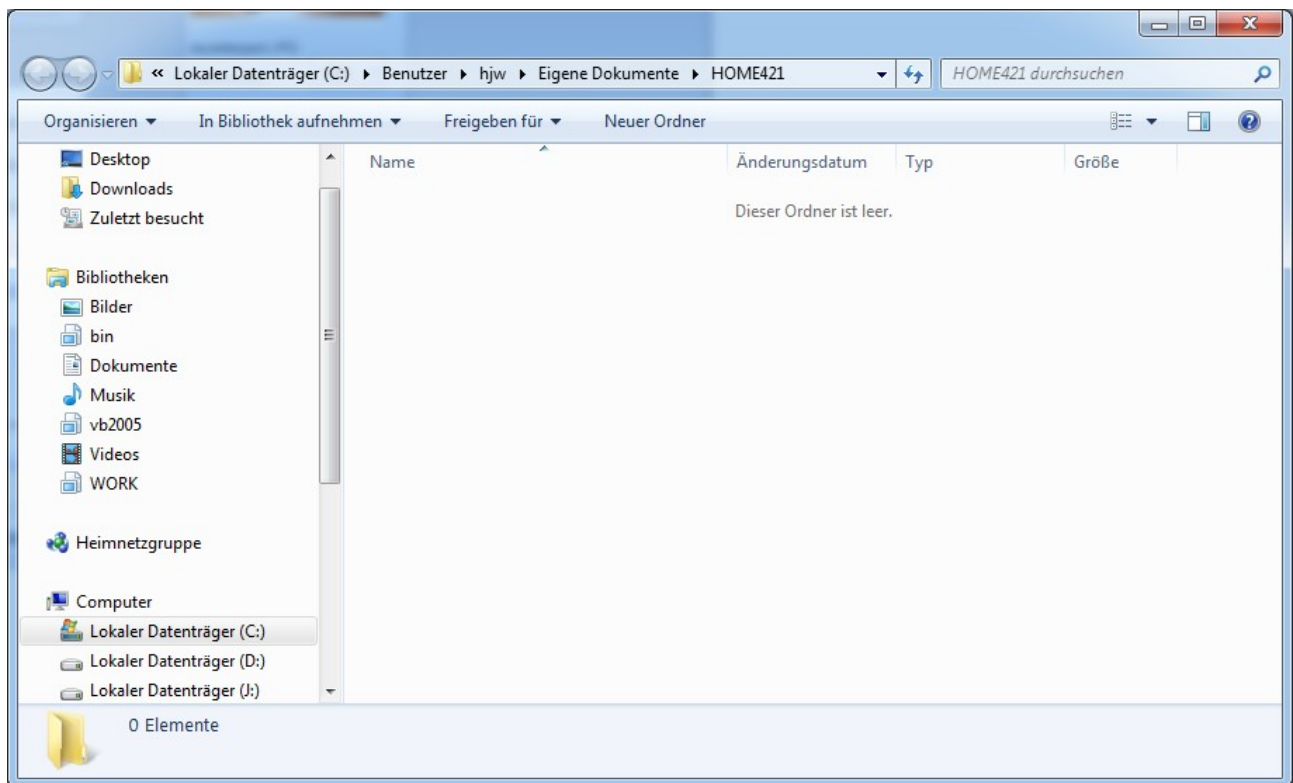 « Lokaler Datenträger (C:) ▸ Benutzer ▸ hjw ▸ Eigene Dokumente ▸ HOME421
HOME421 durchsuchen
Organisieren
In Bibliothek aufnehmen
Freigeben für
Neuer Ordner
Desktop
Downloads
Zuletzt besucht
Bibliotheken
Bilder
bin
Dokumente
Musik
vb2005
Videos
WORK
Heimnetzgruppe
Computer
Lokaler Datenträger (C:)
Lokaler Datenträger (D:)
Lokaler Datenträger (J:)
Name
Änderungsdatum
Typ
Größe
Dieser Ordner ist leer.
0 Elemente